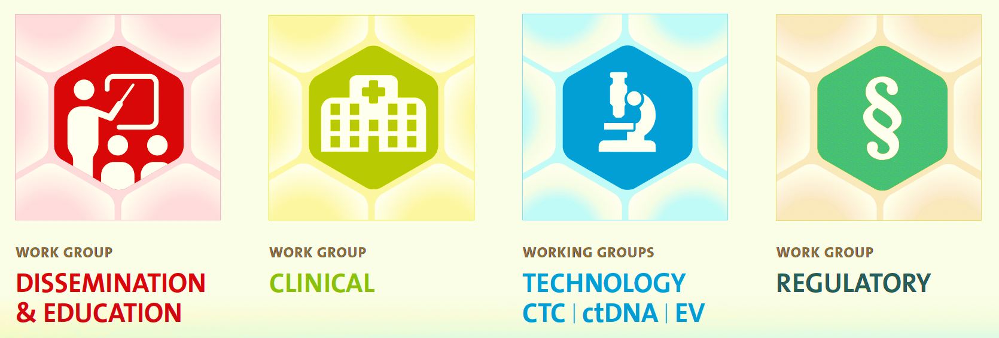 WORK GROUP
DISSEMINATION
& EDUCATION
WORK GROUP
CLINICAL
WORKING GROUPS
TECHNOLOGY
CTC | ctDNA | EV
WORK GROUP
REGULATORY
§